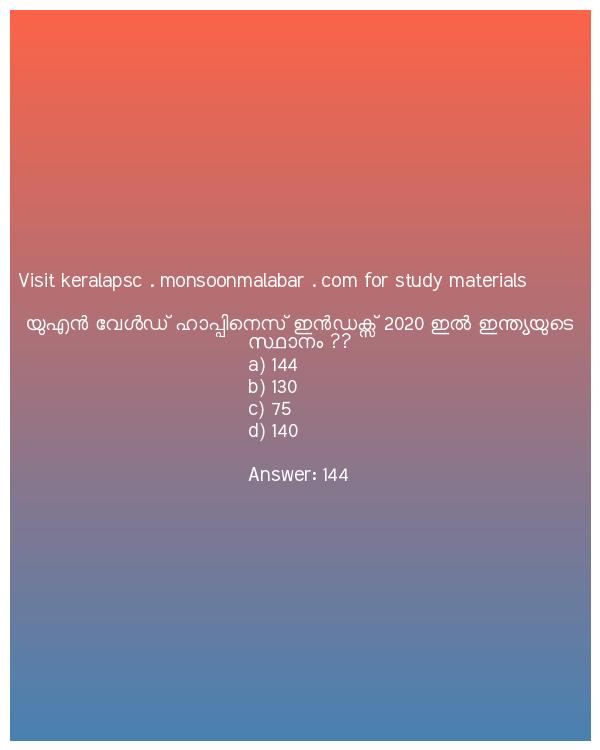 Visit keralapsc . monsoonmalabar . com for study materials
യുഎൻ വേൾഡ് ഹാപ്പിനെസ് ഇൻഡക്സ് 2020 ഇൽ ഇന്ത്യയുടെ
സ്ഥാനം ??
a) 144
b) 130
c) 75
d) 140
Answer: 144